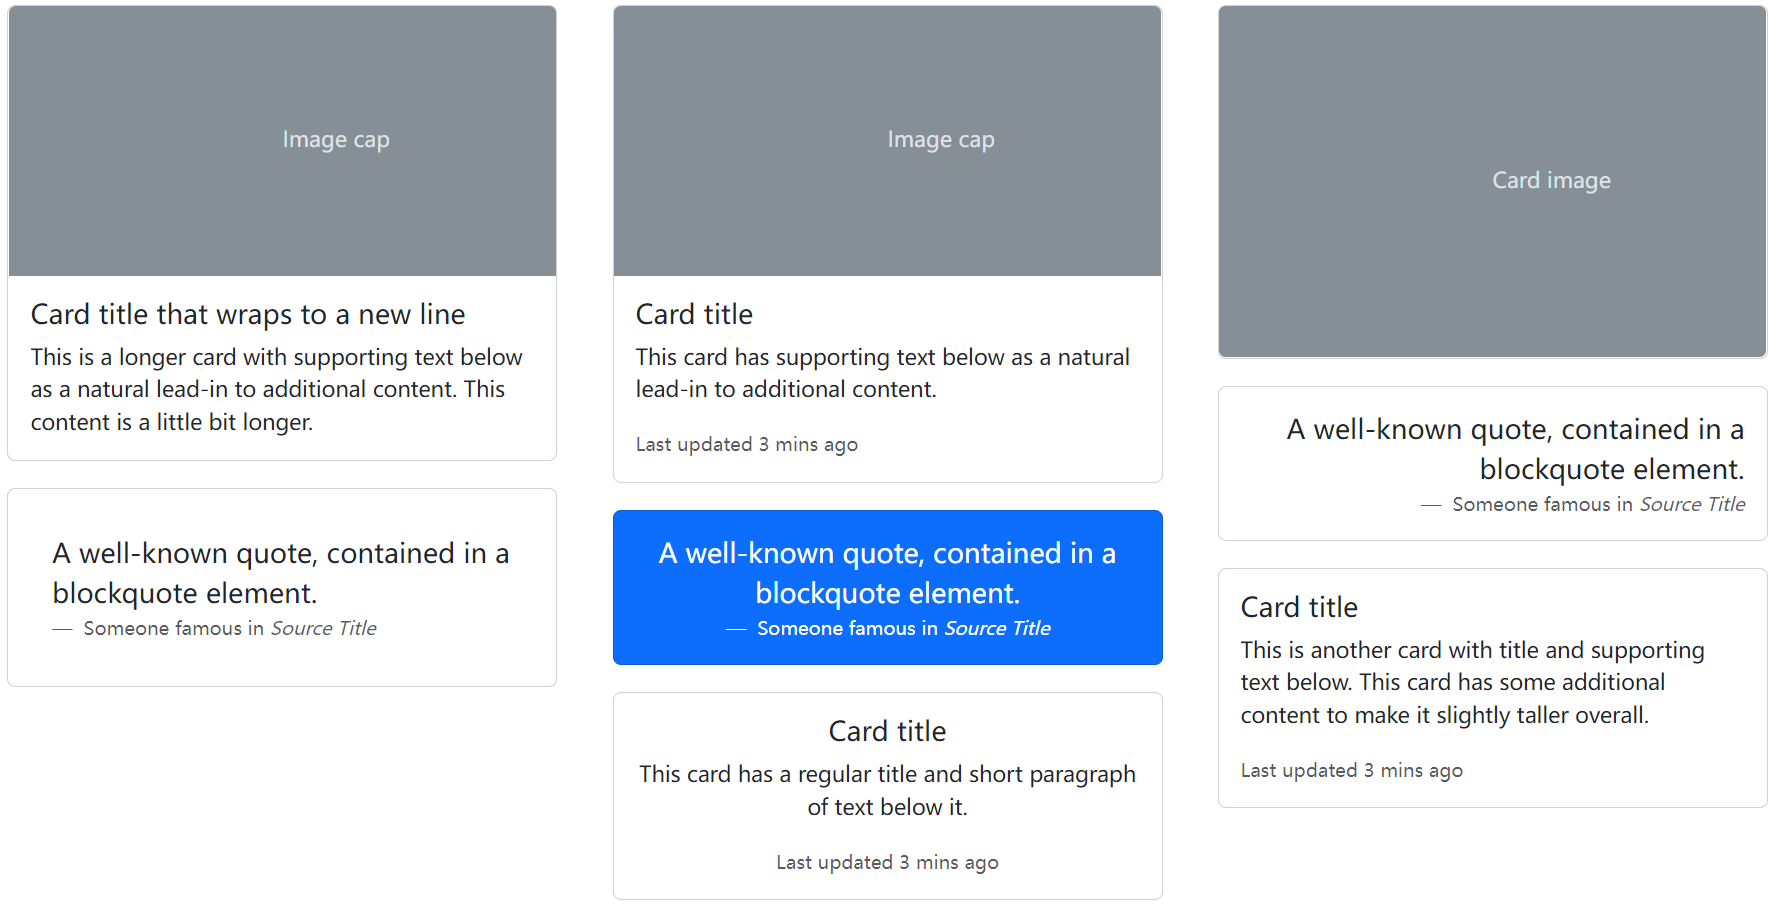 Image cap
Card title that wraps to a new line
This is a longer card with supporting text below
as a natural lead-in to additional content. This
content is a little bit longer.
A well-known quote, contained in a
blockquote element.
— Someone famous in Source Title
Image cap
Card title
This card has supporting text below as a natural
lead-in to additional content.
Last updated 3 mins ago
A well-known quote, contained in a
blockquote element.
— Someone famous in Source Title
Card title
This card has a regular title and short paragraph
of text below it.
Last updated 3 mins ago
Card image
A well-known quote, contained in a
blockquote element.
— Someone famous in Source Title
Card title
This is another card with title and supporting
text below. This card has some additional
content to make it slightly taller overall.
Last updated 3 mins ago